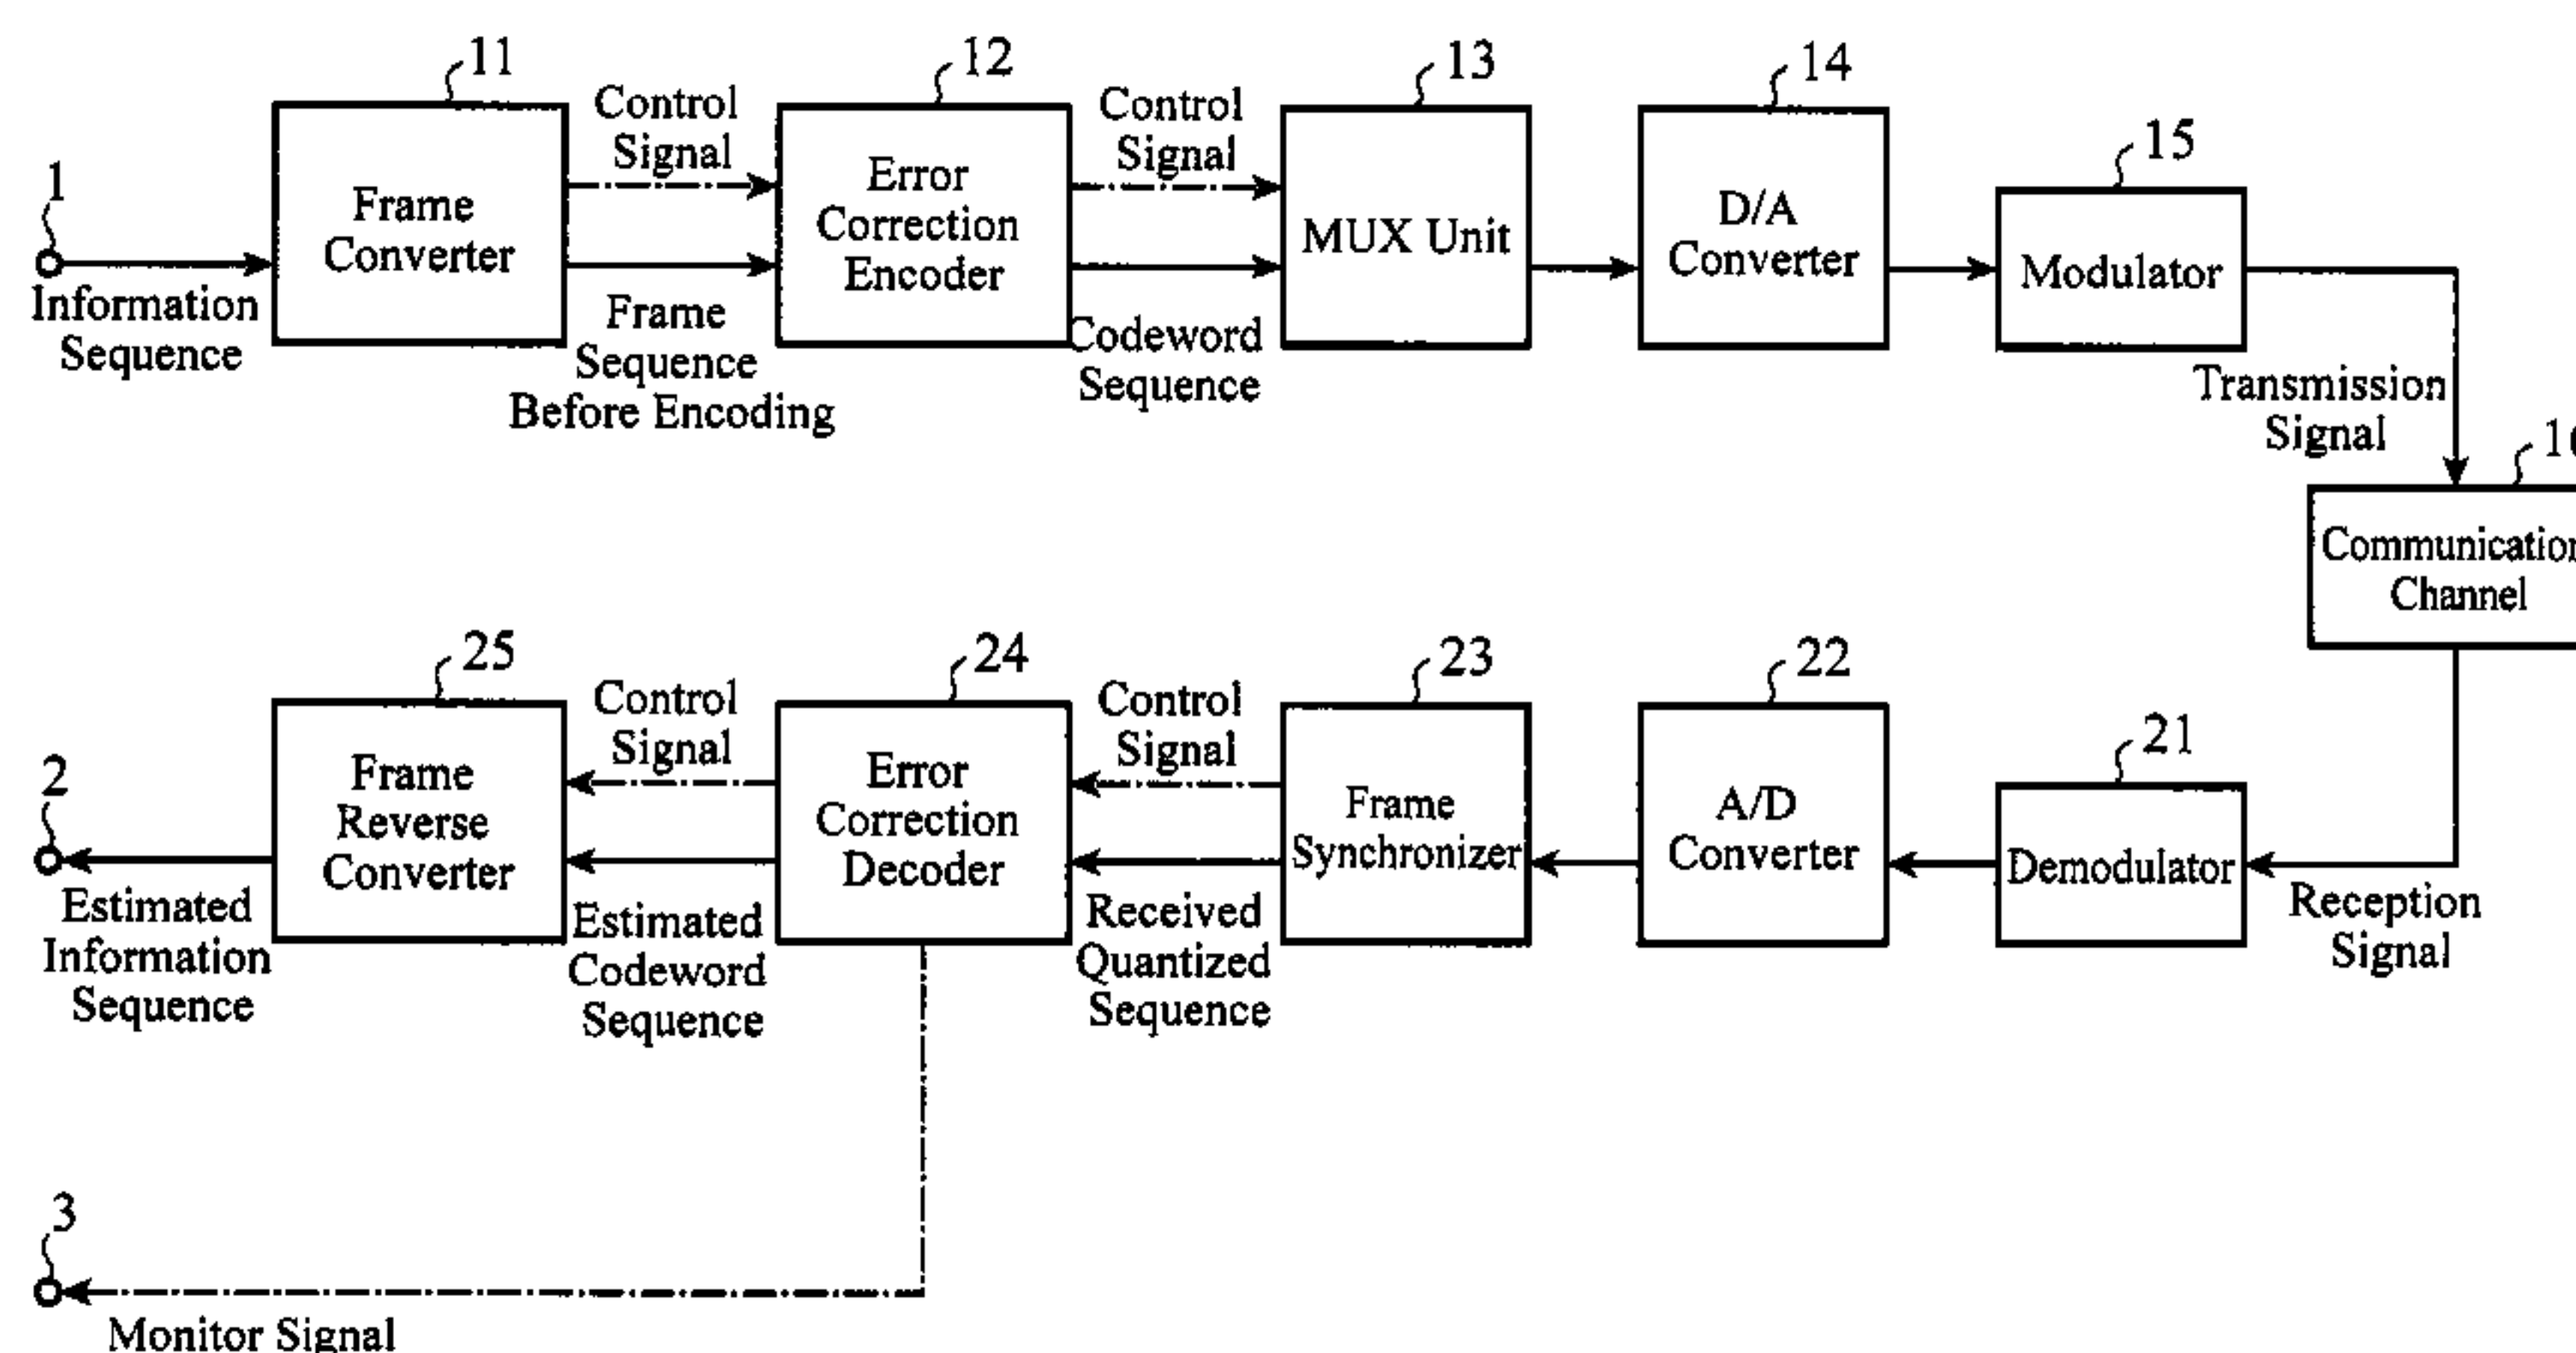 11
12
13
14
15
1
Control
Signal
Control
Signal
Frame
Converter
Error
Correction
Encoder
MUX Unit
D/A
Converter
Modulator
Information
Sequence
Frame
Sequence
Before Encoding
Codeword
Sequence
Transmission
Signal
Communication
Channel
25
24
23
22
21
2
Control
Signal
Control
Signal
Frame
Reverse
Converter
Error
Correction
Decoder
Frame
Synchronizer
A/D
Converter
Demodulator
Estimated
Information
Sequence
Estimated
Codeword
Sequence
Received
Quantized
Sequence
Reception
Signal
3
Monitor Signal